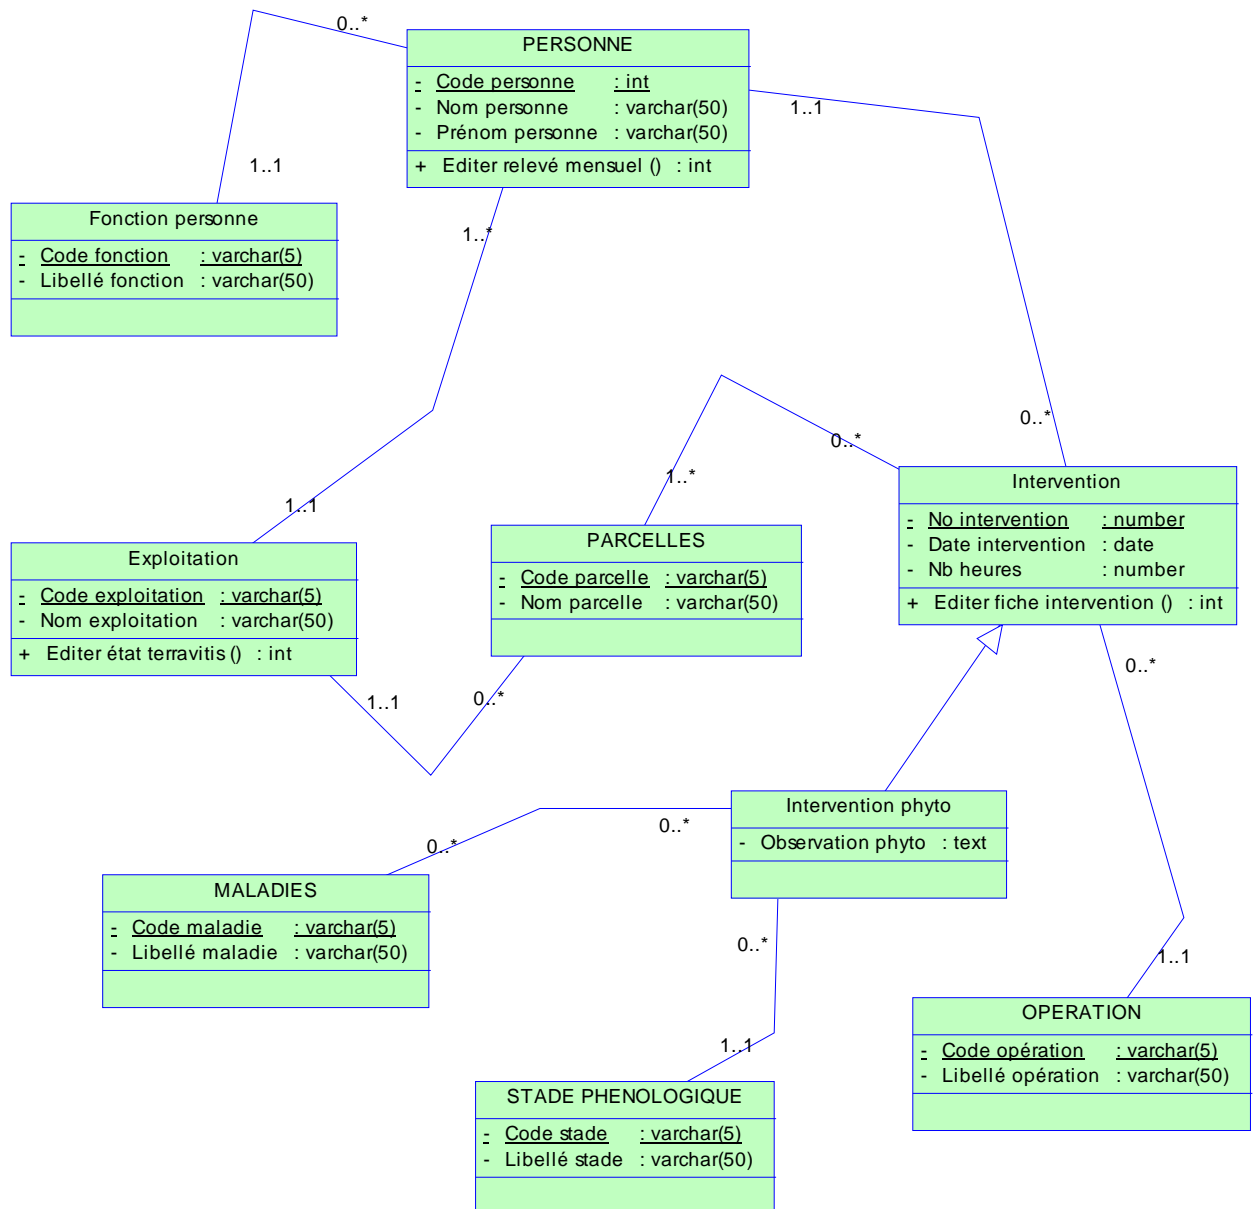 0..*
PERSONNE
- Code personne : int
- Nom personne : varchar(50)
- Prénom personne : varchar(50)
+ Editer relevé mensuel () : int
1..1
1..1
Fonction personne
- Code fonction : varchar(5)
- Libellé fonction : varchar(50)
1..*
0..*
0..*
1..*
1..1
Intervention
- No intervention : number
- Date intervention : date
- Nb heures : number
+ Editer fiche intervention () : int
Exploitation
- Code exploitation : varchar(5)
- Nom exploitation : varchar(50)
+ Editer état terravitis () : int
PARCELLES
- Code parcelle : varchar(5)
- Nom parcelle : varchar(50)
1..1
0..*
0..*
Intervention phyto
- Observation phyto : text
0..*
0..*
MALADIES
- Code maladie : varchar(5)
- Libellé maladie : varchar(50)
0..*
1..1
1..1
OPERATION
- Code opération : varchar(5)
- Libellé opération : varchar(50)
STADE PHENOLOGIQUE
- Code stade : varchar(5)
- Libellé stade : varchar(50)